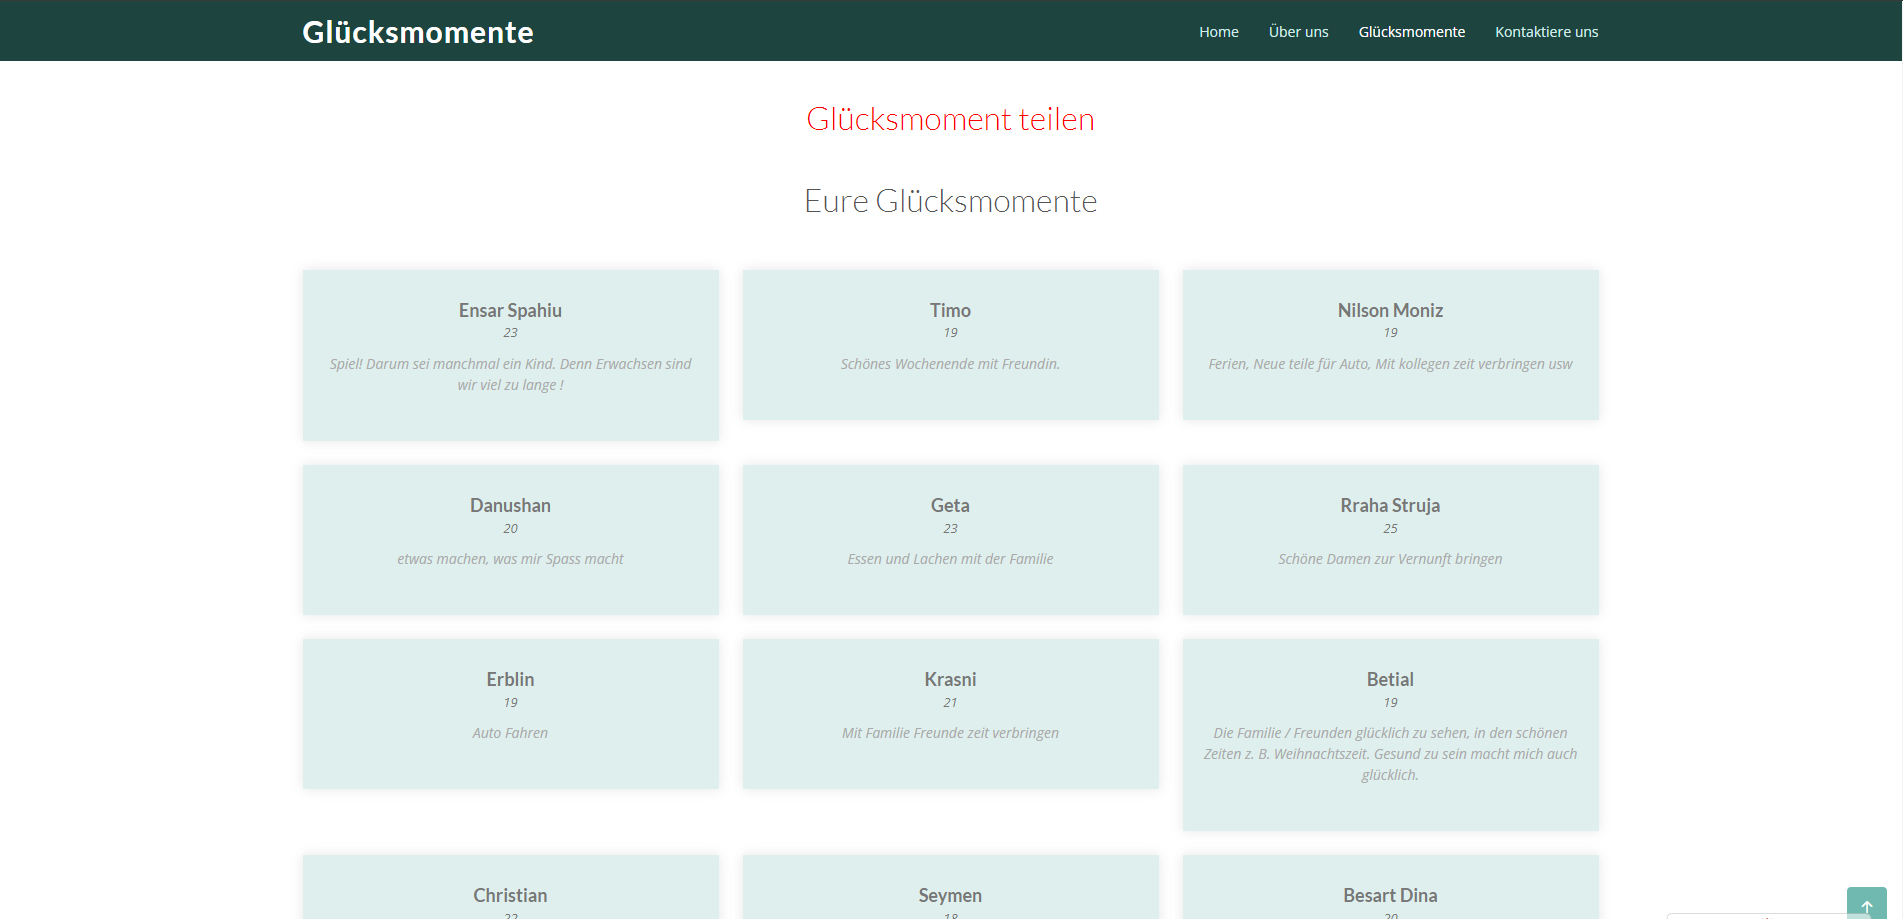 Glücksmomente
Home
Über uns
Glücksmomente
Kontaktiere uns
Glücksmoment teilen
Eure Glücksmomente
Ensar Spahiu
23
Spiel! Darum sei manchmal ein Kind. Denn Erwachsen sind
wir viel zu lange !
Timo
19
Schönes Wochenende mit Freundin.
Nilson Moniz
19
Ferien, Neue teile für Auto, Mit kollegen zeit verbringen usw
Danushan
20
etwas machen, was mir Spass macht
Geta
23
Essen und Lachen mit der Familie
Rraha Struja
25
Schöne Damen zur Vernunft bringen
Erblin
19
Auto Fahren
Krasni
21
Mit Familie Freunde zeit verbringen
Betial
19
Die Familie / Freunden glücklich zu sehen, in den schönen
Zeiten z. B. Weihnachtszeit. Gesund zu sein macht mich auch
glücklich.
Christian
22
Seymen
18
Besart Dina
20